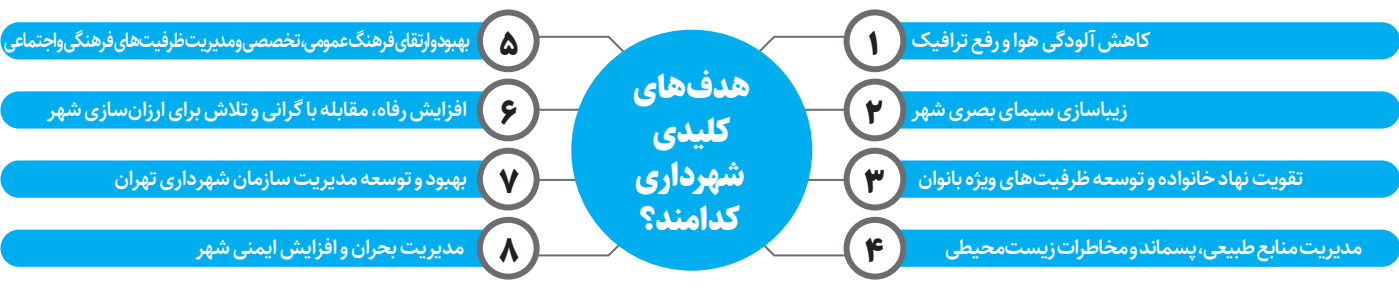 هدف‌های
کلیدی
شهرداری
کدامند؟
۱
کاهش آلودگی هوا و رفع ترافیک
۲
زیباسازی سیمای بصری شهر
۳
تقویت نهاد خانواده و توسعه ظرفیت‌های ویژه بانوان
۴
مدیریت منابع طبیعی، پسماند و مخاطرات زیست‌محیطی
۵
بهبود و ارتقای فرهنگ عمومی، تخصصی و مدیریت ظرفیت‌های فرهنگی و اجتماعی
۶
افزایش رفاه، مقابله با گرانی و تلاش برای ارزان‌سازی شهر
۷
بهبود و توسعه مدیریت سازمان شهرداری تهران
۸
مدیریت بحران و افزایش ایمنی شهر